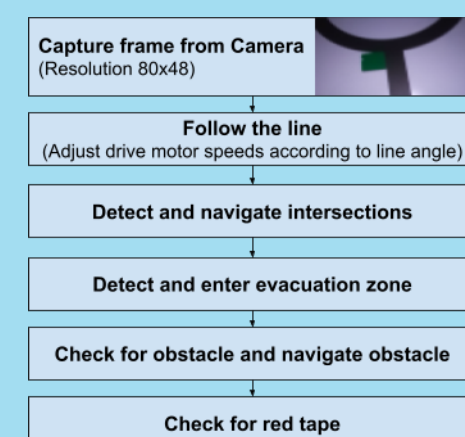 Capture frame from Camera
(Resolution 80x48)
Follow the line
(Adjust drive motor speeds according to line angle)
Detect and navigate intersections
Detect and enter evacuation zone
Check for obstacle and navigate obstacle
Check for red tape